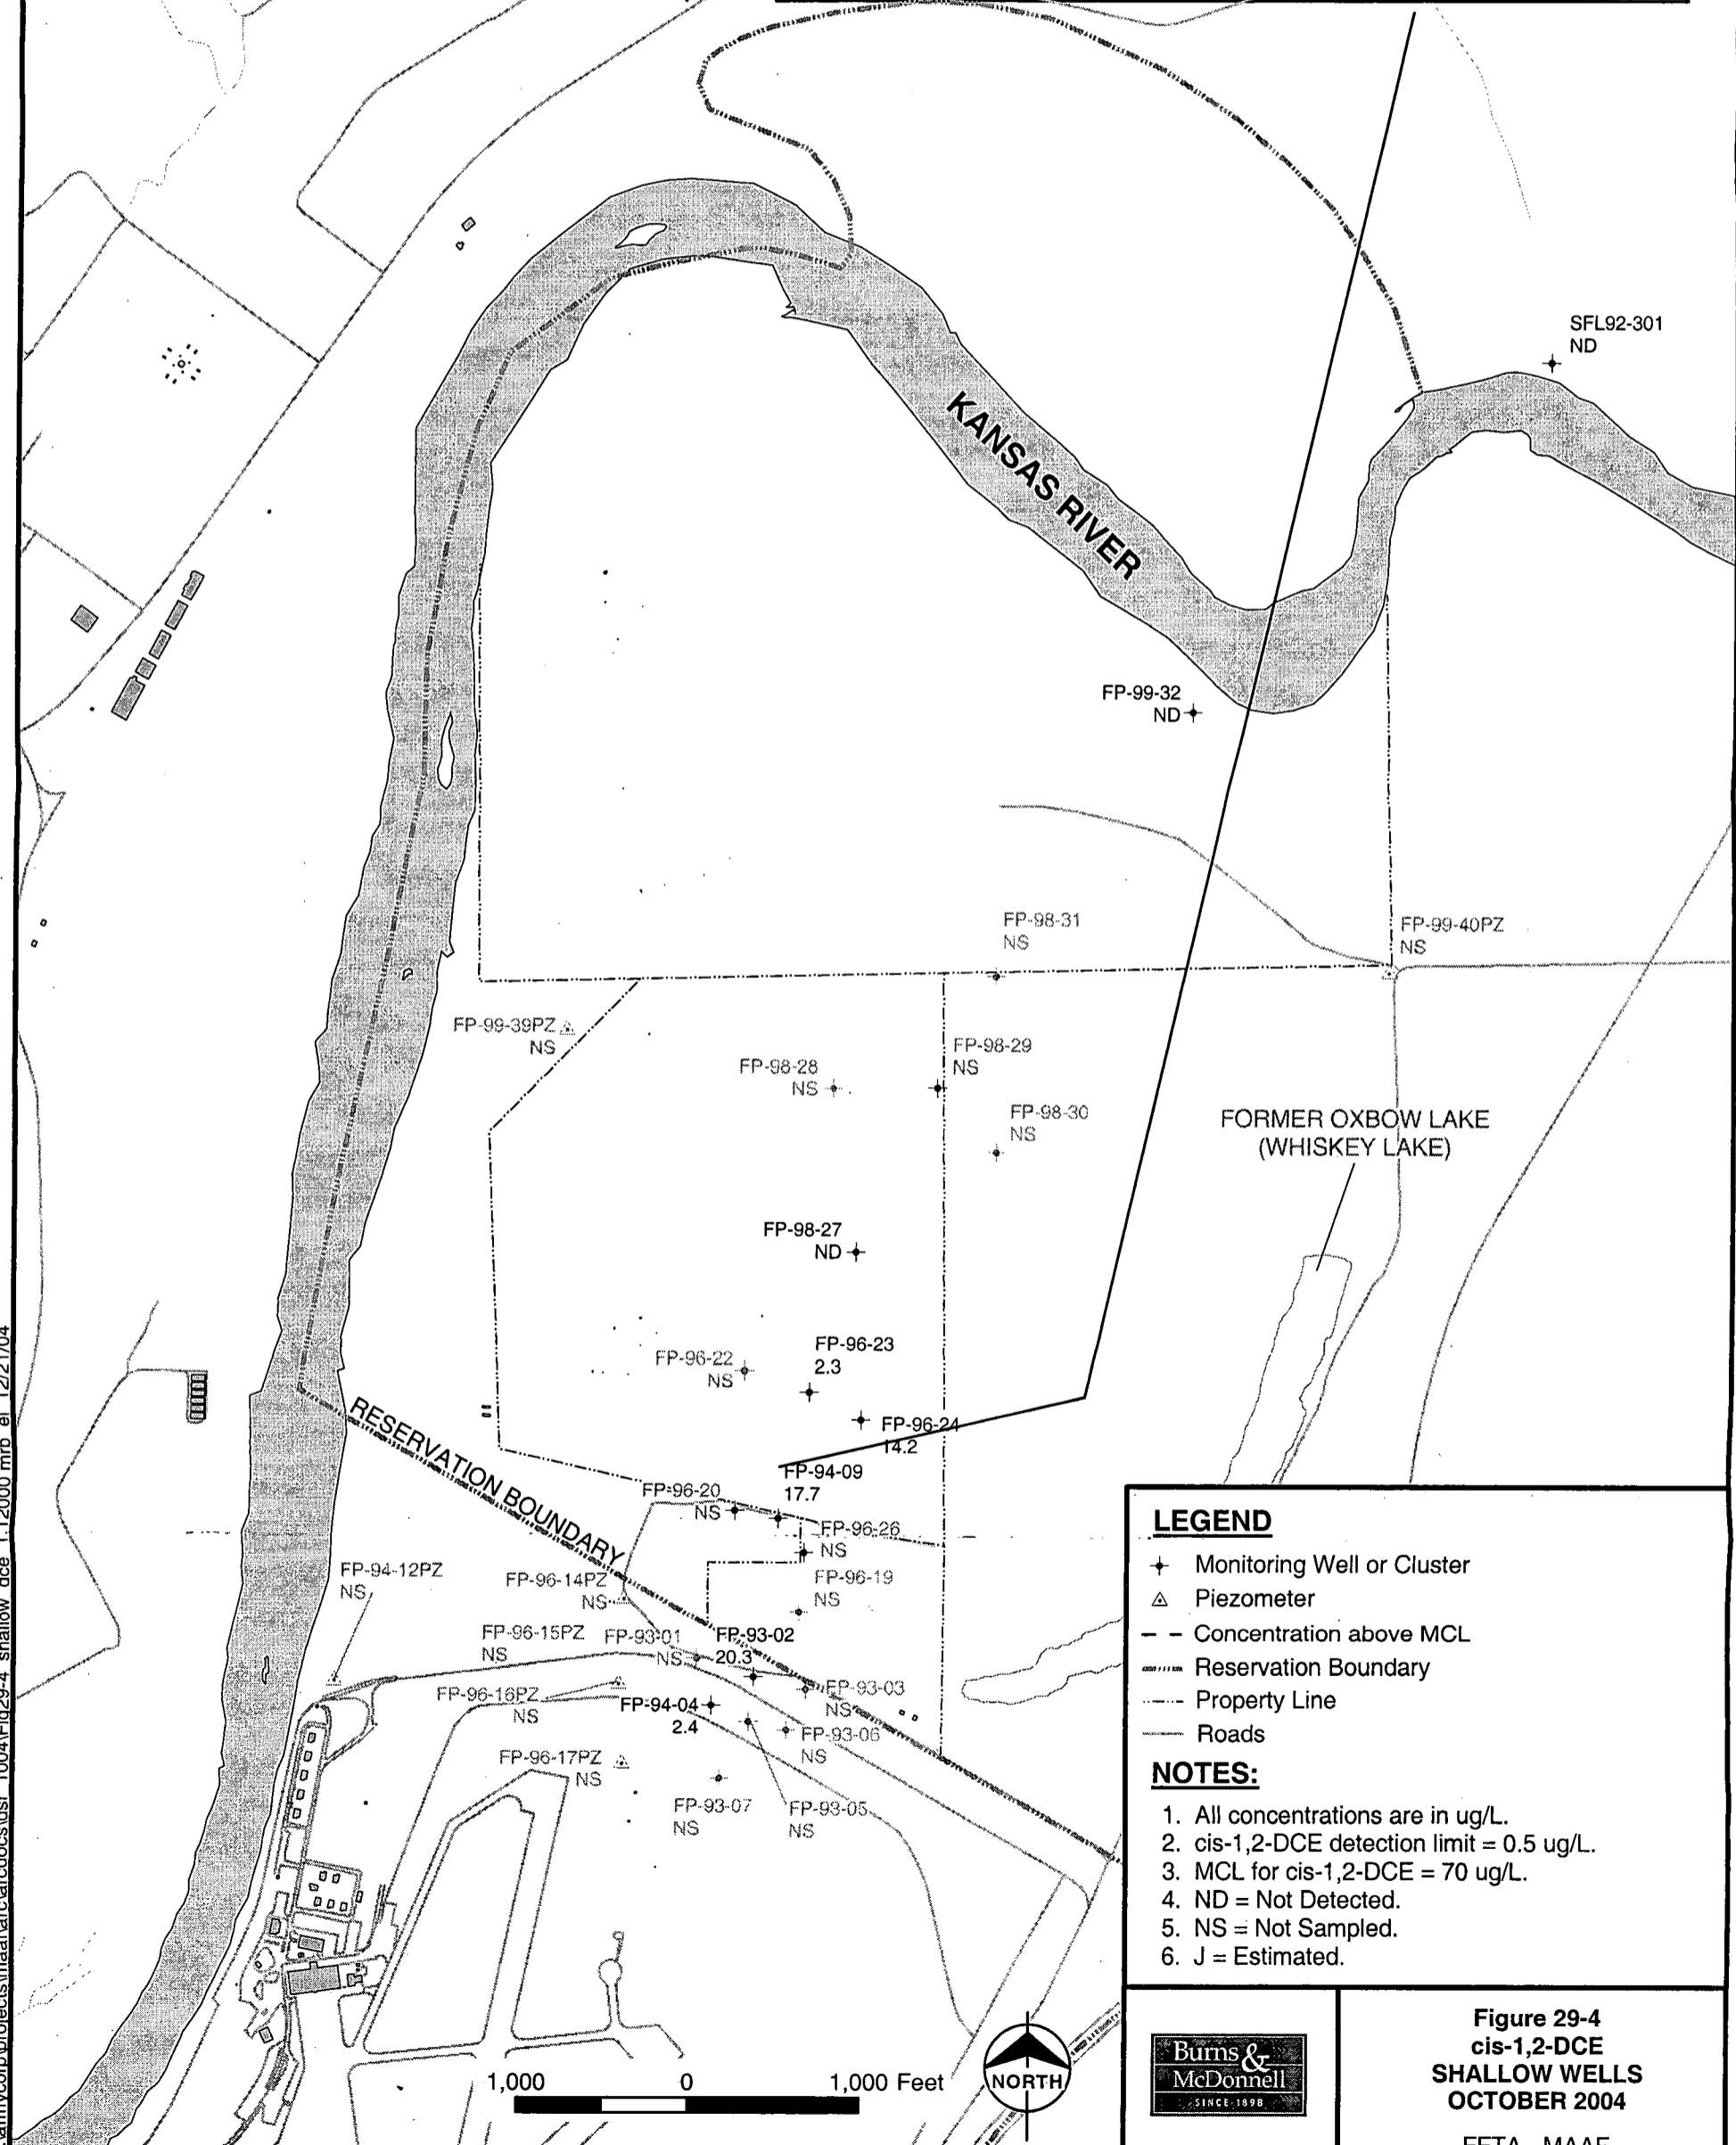 SFL92-301
ND
KANSAS RIVER
FP-99-32
ND
FP-98-31
NS
FP-99-40PZ
NS
FP-99-39PZ
NS
FP-98-29
NS
FP-98-28
NS
FP-98-30
NS
FORMER OXBOW LAKE
(WHISKEY LAKE)
FP-98-27
ND
FP-96-23
2.3
FP-96-22
NS
FP-96-24
14.2
RESERVATION BOUNDARY
FP-94-09
17.7
FP-96-20
NS
FP-96-26
NS
FP-94-12PZ
NS
FP-96-14PZ
NS
FP-96-19
NS
FP-96-15PZ
NS
FP-93-01
NS
FP-93-02
20.3
FP-96-16PZ
NS
FP-94-04
2.4
FP-93-03
NS
FP-93-06
NS
FP-96-17PZ
NS
FP-93-07
NS
FP-93-05
NS
LEGEND
Monitoring Well or Cluster
Piezometer
Concentration above MCL
Reservation Boundary
Property Line
Roads
NOTES:
1. All concentrations are in ug/L.
2. cis-1,2-DCE detection limit = 0.5 ug/L.
3. MCL for cis-1,2-DCE = 70 ug/L.
4. ND = Not Detected.
5. NS = Not Sampled.
6. J = Estimated.
1,000 0 1,000 Feet
NORTH
Burns &
McDonnell
SINCE 1898
Figure 29-4
cis-1,2-DCE
SHALLOW WELLS
OCTOBER 2004